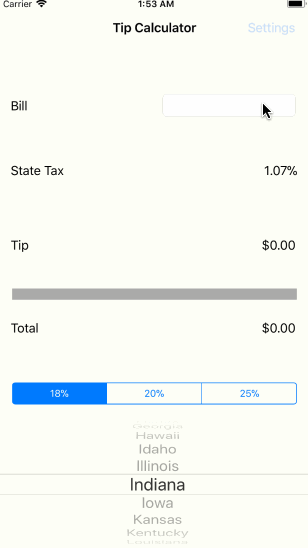 Carrier 1:53 AM
Tip Calculator Settings
Bill
State Tax 1.07%
Tip $0.00
Total $0.00
18% 20% 25%
Georgia
Hawaii
Idaho
Illinois
Indiana
Iowa
Kansas
Kentucky
Louisiana